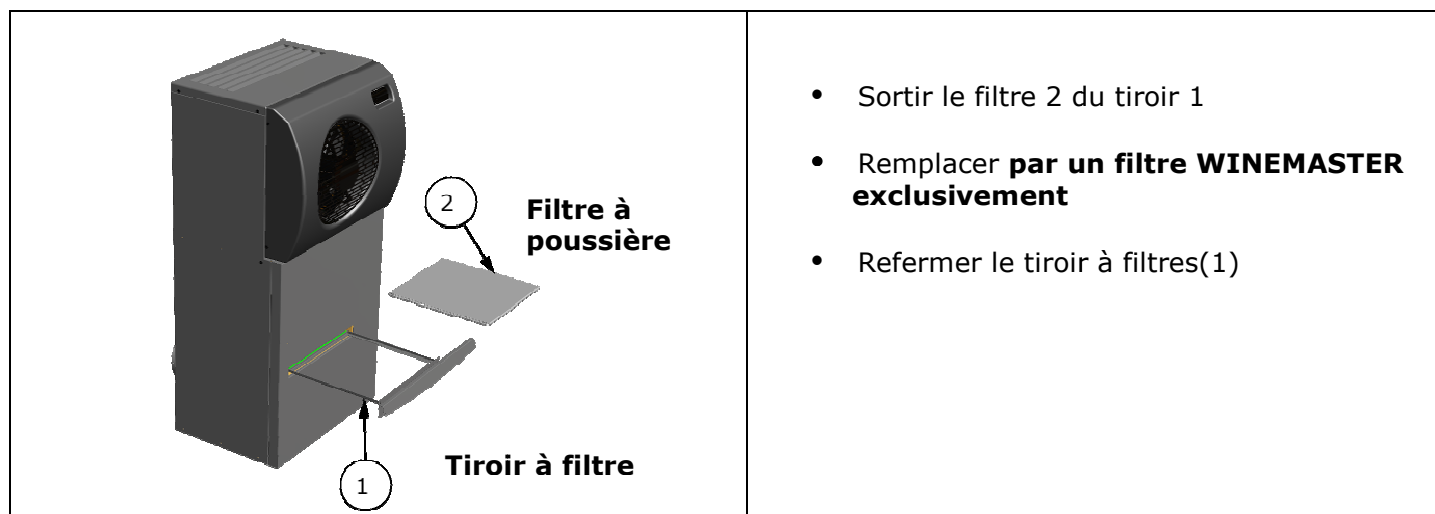 2
Filtre à
poussière
1
Tiroir à filtre
• Sortir le filtre 2 du tiroir 1
• Remplacer par un filtre WINEMASTER
exclusivement
• Refermer le tiroir à filtres(1)